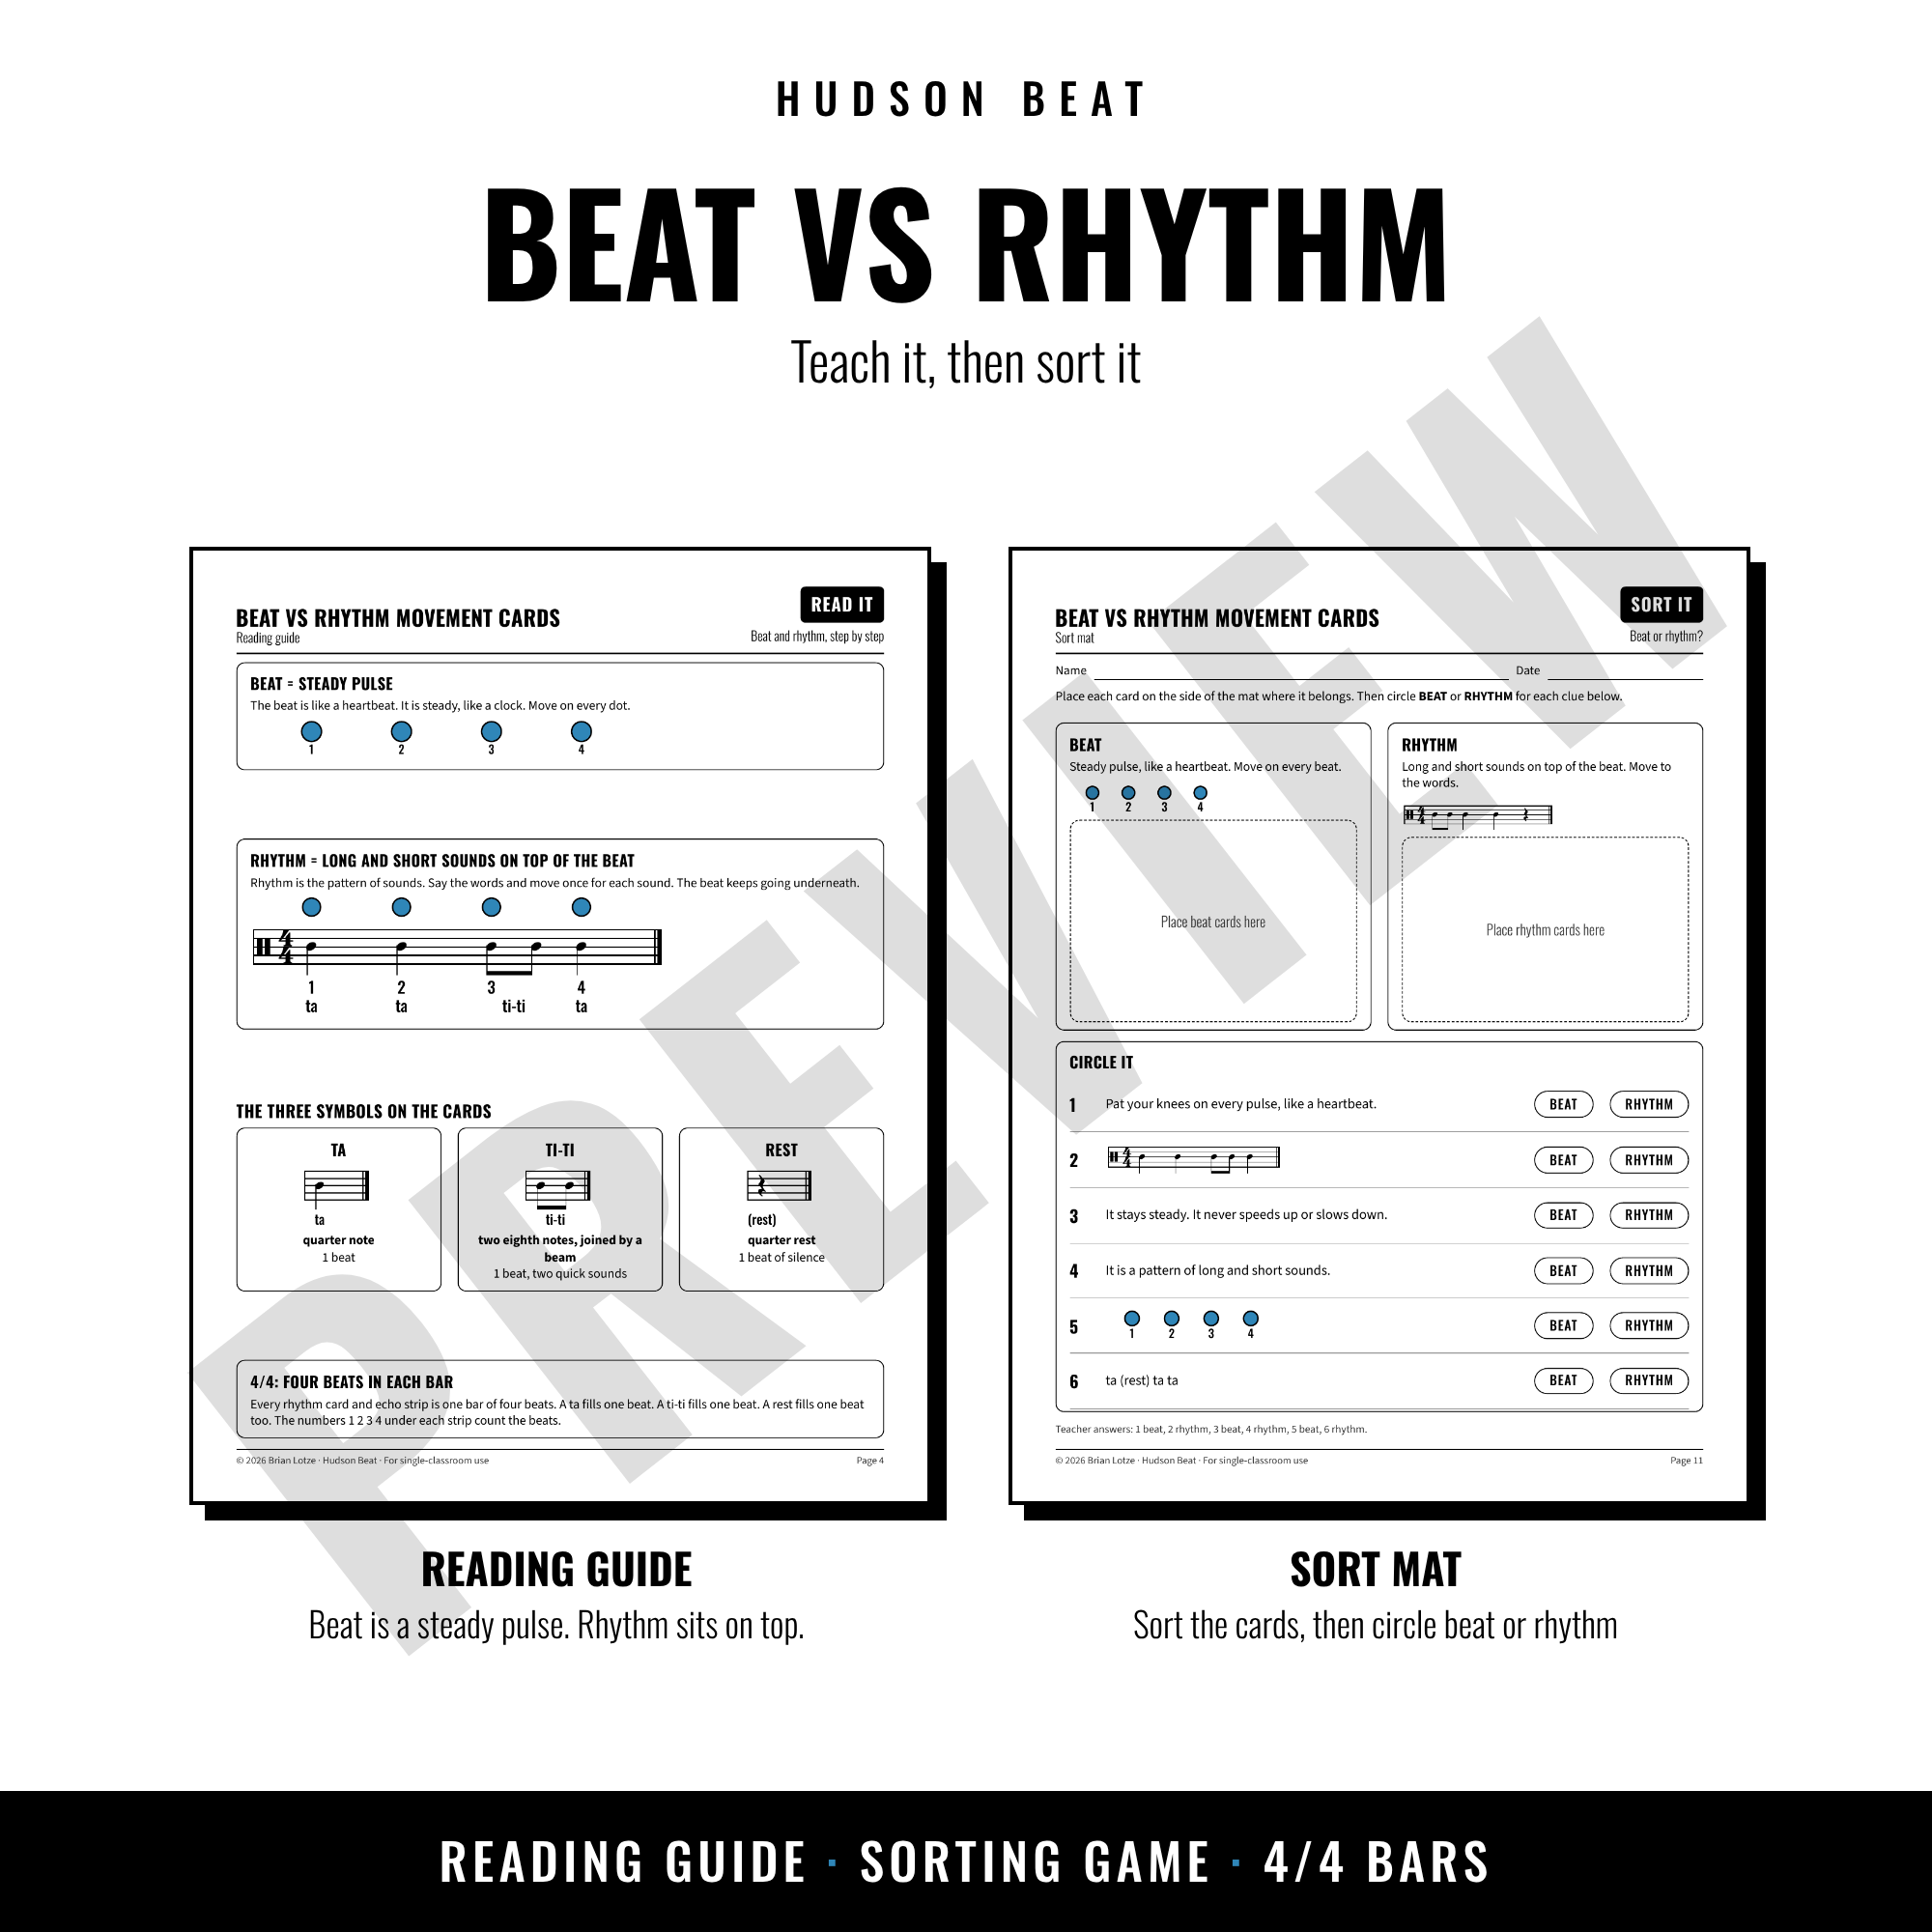 HUDSON BEAT
BEAT VS RHYTHM
Teach it, then sort it
BEAT VS RHYTHM MOVEMENT CARDS
Reading guide
READ IT
Beat and rhythm, step by step
BEAT = STEADY PULSE
The beat is like a heartbeat. It is steady, like a clock. Move on every dot.
1 2 3 4
RHYTHM = LONG AND SHORT SOUNDS ON TOP OF THE BEAT
Rhythm is the pattern of sounds. Say the words and move once for each sound. The beat keeps going underneath.
4
4
1 2 3 4
ta ta ti-ti ta
THE THREE SYMBOLS ON THE CARDS
TA
ta
quarter note
1 beat
TI-TI
ti-ti
two eighth notes, joined by a
beam
1 beat, two quick sounds
REST
(rest)
quarter rest
1 beat of silence
4/4: FOUR BEATS IN EACH BAR
Every rhythm card and echo strip is one bar of four beats. A ta fills one beat. A ti-ti fills one beat. A rest fills one beat
too. The numbers 1 2 3 4 under each strip count the beats.
© 2026 Brian Lotze · Hudson Beat · For single-classroom use
Page 4
READING GUIDE
Beat is a steady pulse. Rhythm sits on top.
BEAT VS RHYTHM MOVEMENT CARDS
Sort mat
SORT IT
Beat or rhythm?
Name
Date
Place each card on the side of the mat where it belongs. Then circle BEAT or RHYTHM for each clue below.
BEAT
Steady pulse, like a heartbeat. Move on every beat.
1 2 3 4
Place beat cards here
RHYTHM
Long and short sounds on top of the beat. Move to
the words.
4
4
Place rhythm cards here
CIRCLE IT
1 Pat your knees on every pulse, like a heartbeat. BEAT RHYTHM
2 4 BEAT RHYTHM
4
3 It stays steady. It never speeds up or slows down. BEAT RHYTHM
4 It is a pattern of long and short sounds. BEAT RHYTHM
5 1 2 3 4 BEAT RHYTHM
6 ta (rest) ta ta BEAT RHYTHM
Teacher answers: 1 beat, 2 rhythm, 3 beat, 4 rhythm, 5 beat, 6 rhythm.
© 2026 Brian Lotze · Hudson Beat · For single-classroom use
Page 11
SORT MAT
Sort the cards, then circle beat or rhythm
PREVIEW
READING GUIDE · SORTING GAME · 4/4 BARS